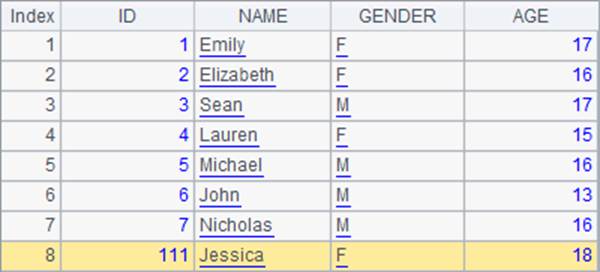 Index ID NAME GENDER AGE
1 1 Emily F 17
2 2 Elizabeth F 16
3 3 Sean M 17
4 4 Lauren F 15
5 5 Michael M 16
6 6 John M 13
7 7 Nicholas M 16
8 111 Jessica F 18